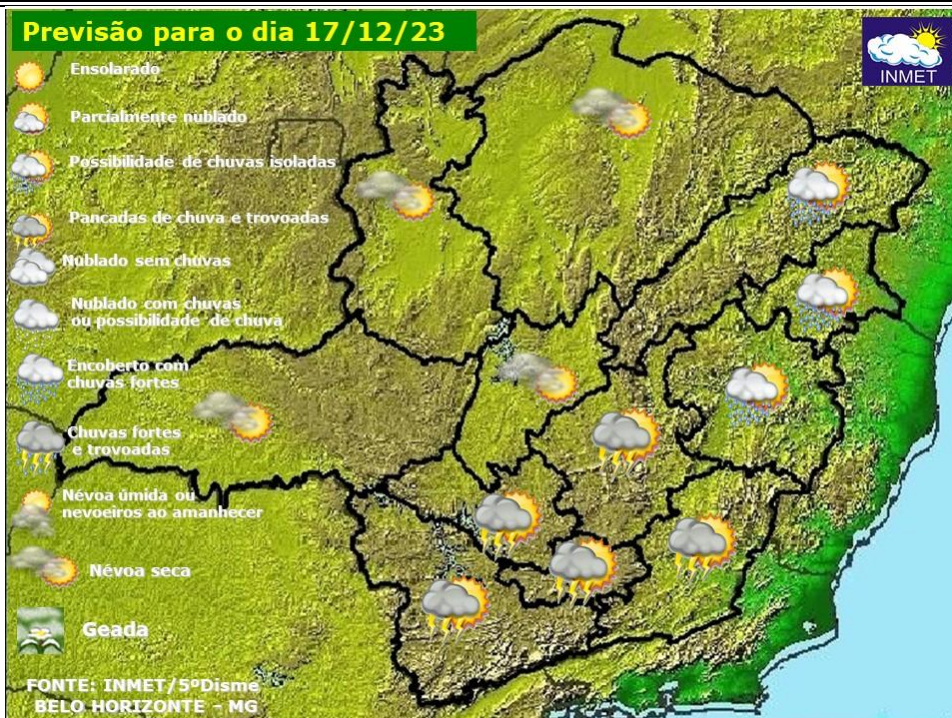 Previsão para o dia 17/12/23
INMET
Ensolarado
Parcialmente nublado
Possibilidade de chuvas isoladas
Pancadas de chuva e trovoadas
Nublado sem chuvas
Nublado com chuvas
ou possibilidade de chuva
Encoberto com
chuvas fortes
Chuvas fortes
e trovoadas
Névoa úmida ou
nevoeiros ao amanhecer
Névoa seca
Geada
FONTE: INMET/5ºDisme
BELO HORIZONTE - MG